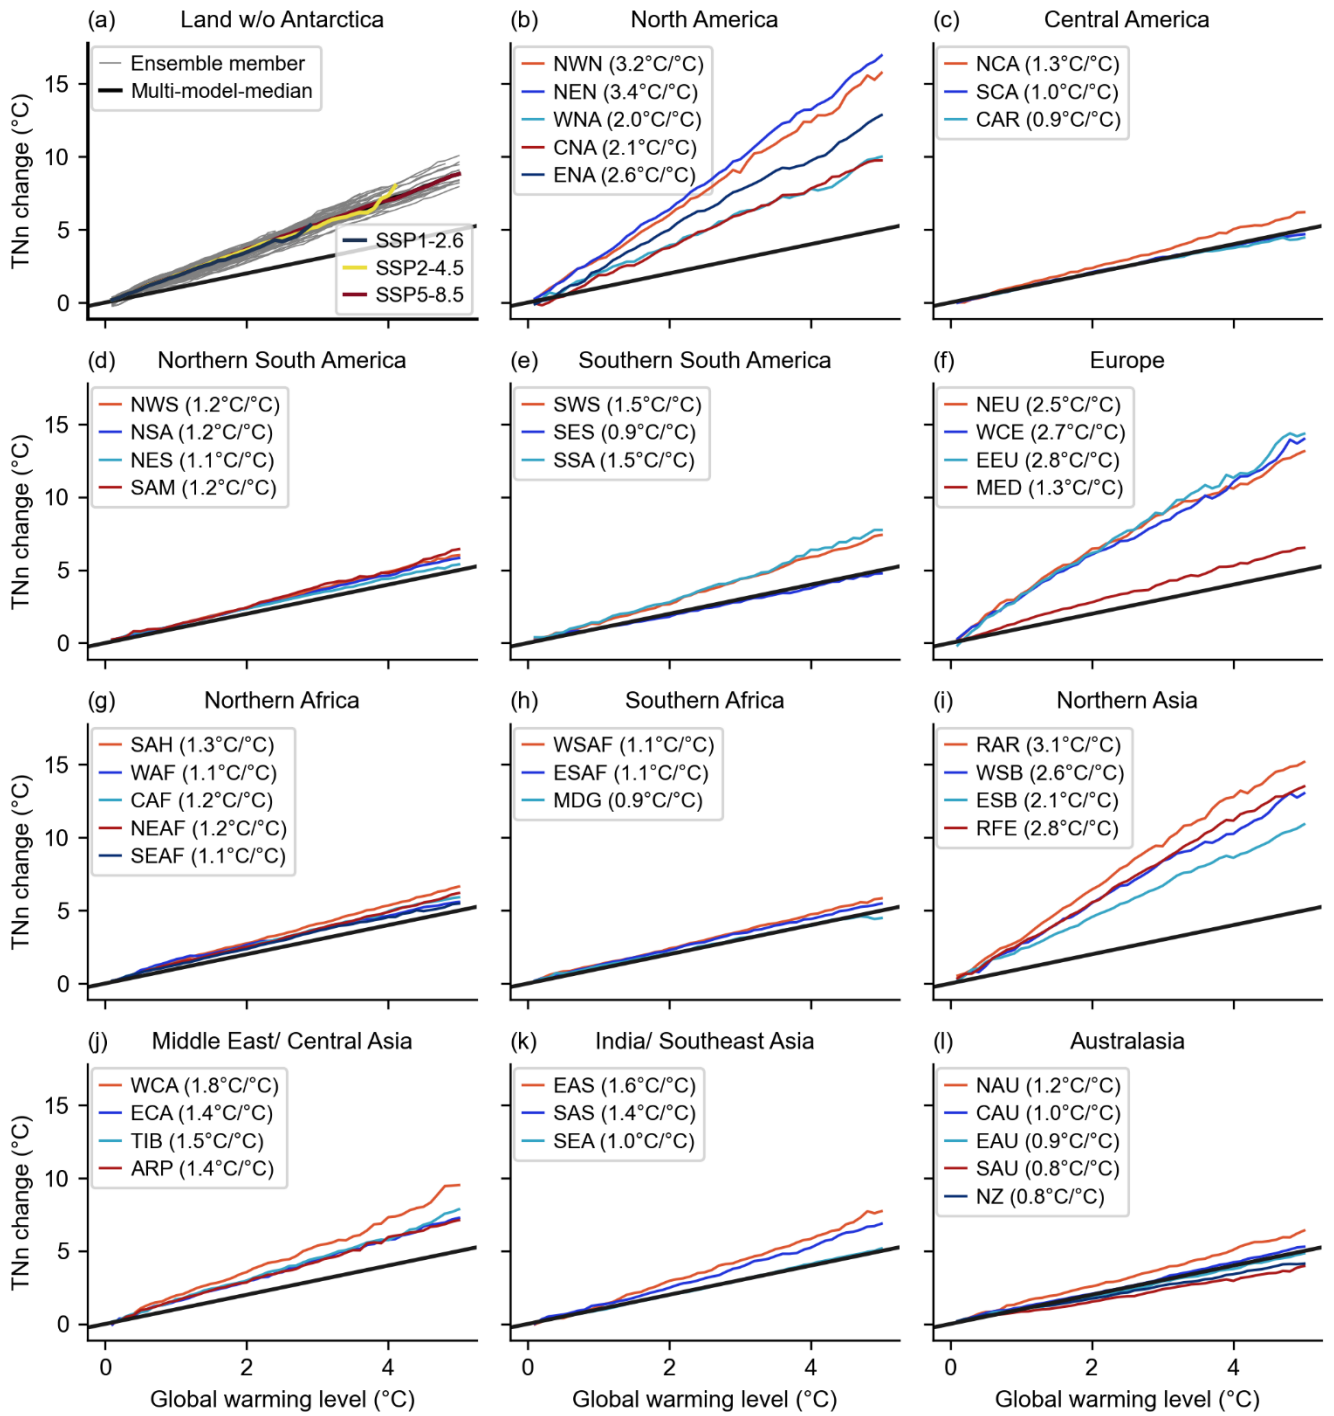 (a) Land w/o Antarctica
(b) North America
(c) Central America
TNn change (°C)
15
10
5
0
Ensemble member
Multi-model-median
SSP1-2.6
SSP2-4.5
SSP5-8.5
0 2 4
NWN (3.2°C/°C)
NEN (3.4°C/°C)
WNA (2.0°C/°C)
CNA (2.1°C/°C)
ENA (2.6°C/°C)
0 2 4
NCA (1.3°C/°C)
SCA (1.0°C/°C)
CAR (0.9°C/°C)
0 2 4
(d) Northern South America
(e) Southern South America
(f) Europe
TNn change (°C)
15
10
5
0
NWS (1.2°C/°C)
NSA (1.2°C/°C)
NES (1.1°C/°C)
SAM (1.2°C/°C)
SWS (1.5°C/°C)
SES (0.9°C/°C)
SSA (1.5°C/°C)
NEU (2.5°C/°C)
WCE (2.7°C/°C)
EEU (2.8°C/°C)
MED (1.3°C/°C)
(g) Northern Africa
(h) Southern Africa
(i) Northern Asia
TNn change (°C)
15
10
5
0
SAH (1.3°C/°C)
WAF (1.1°C/°C)
CAF (1.2°C/°C)
NEAF (1.2°C/°C)
SEAF (1.1°C/°C)
WSAF (1.1°C/°C)
ESAF (1.1°C/°C)
MDG (0.9°C/°C)
RAR (3.1°C/°C)
WSB (2.6°C/°C)
ESB (2.1°C/°C)
RFE (2.8°C/°C)
(j) Middle East/ Central Asia
(k) India/ Southeast Asia
(l) Australasia
TNn change (°C)
15
10
5
0
WCA (1.8°C/°C)
ECA (1.4°C/°C)
TIB (1.5°C/°C)
ARP (1.4°C/°C)
EAS (1.6°C/°C)
SAS (1.4°C/°C)
SEA (1.0°C/°C)
NAU (1.2°C/°C)
CAU (1.0°C/°C)
EAU (0.9°C/°C)
SAU (0.8°C/°C)
NZ (0.8°C/°C)
0 2 4
0 2 4
0 2 4
Global warming level (°C)
Global warming level (°C)
Global warming level (°C)